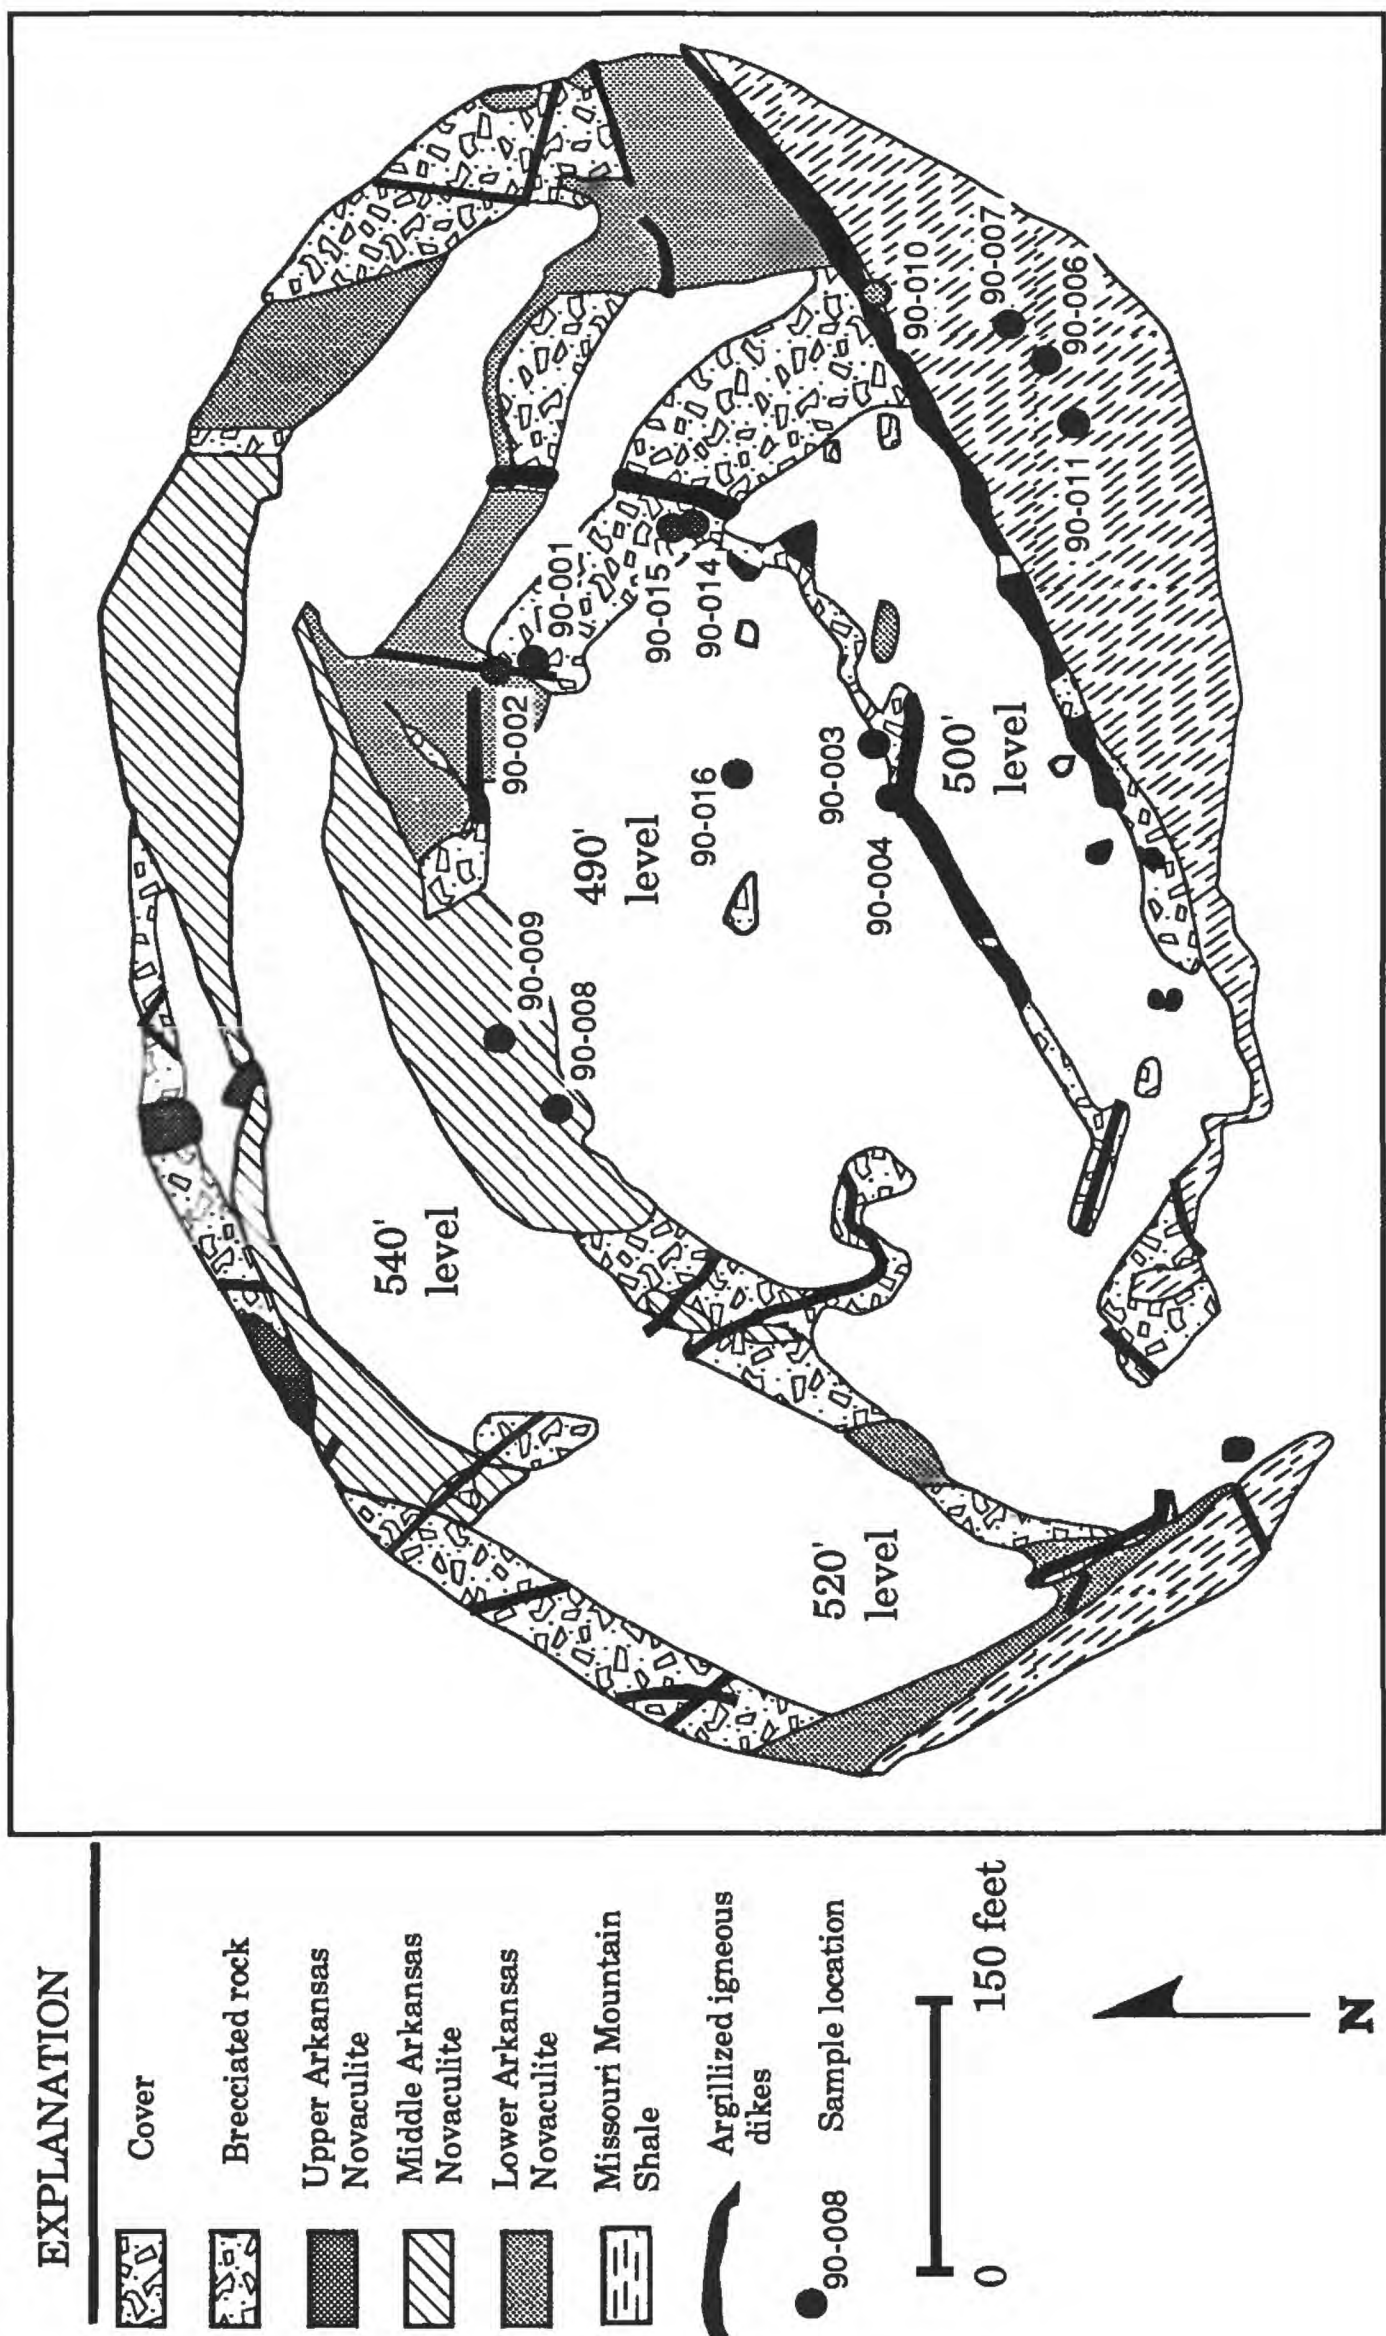 90-007
90-006
90-010
90-011
90-001
90-015
90-014
90-002
90-016
90-003
90-004
500'
level
490'
level
90-009
90-008
540'
level
520'
level
EXPLANATION
Cover
Brecciated rock
Upper Arkansas
Novaculite
Middle Arkansas
Novaculite
Lower Arkansas
Novaculite
Missouri Mountain
Shale
Argillized igneous
dikes
90-008
Sample location
0
150 feet
N